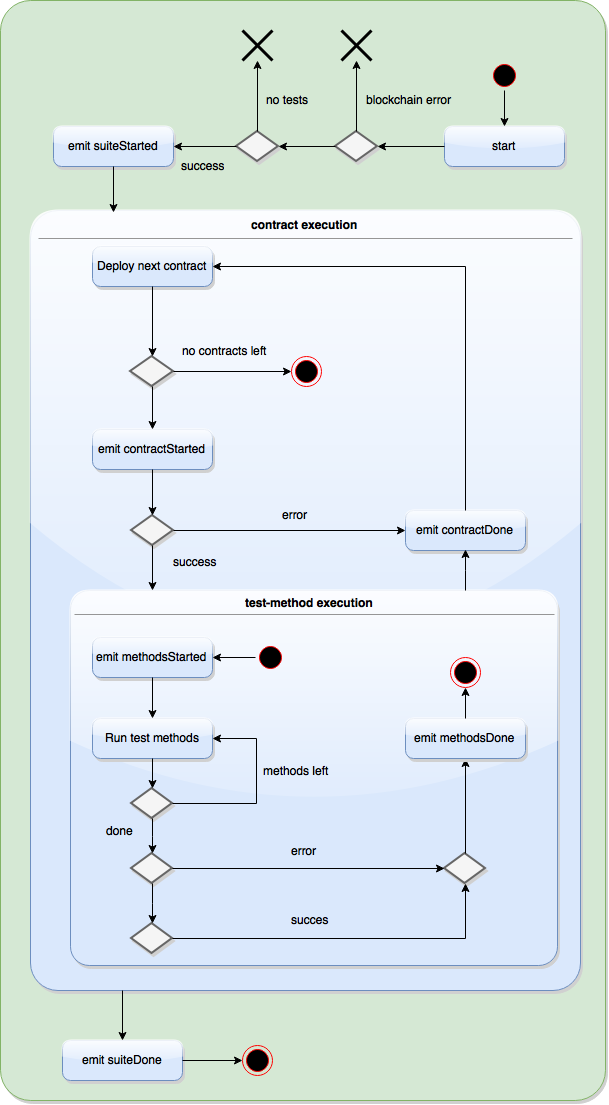 no tests
blockchain error
emit suiteStarted
start
success
contract execution
Deploy next contract
no contracts left
emit contractStarted
error
emit contractDone
success
test-method execution
emit methodsStarted
Run test methods
emit methodsDone
methods left
done
error
succes
emit suiteDone